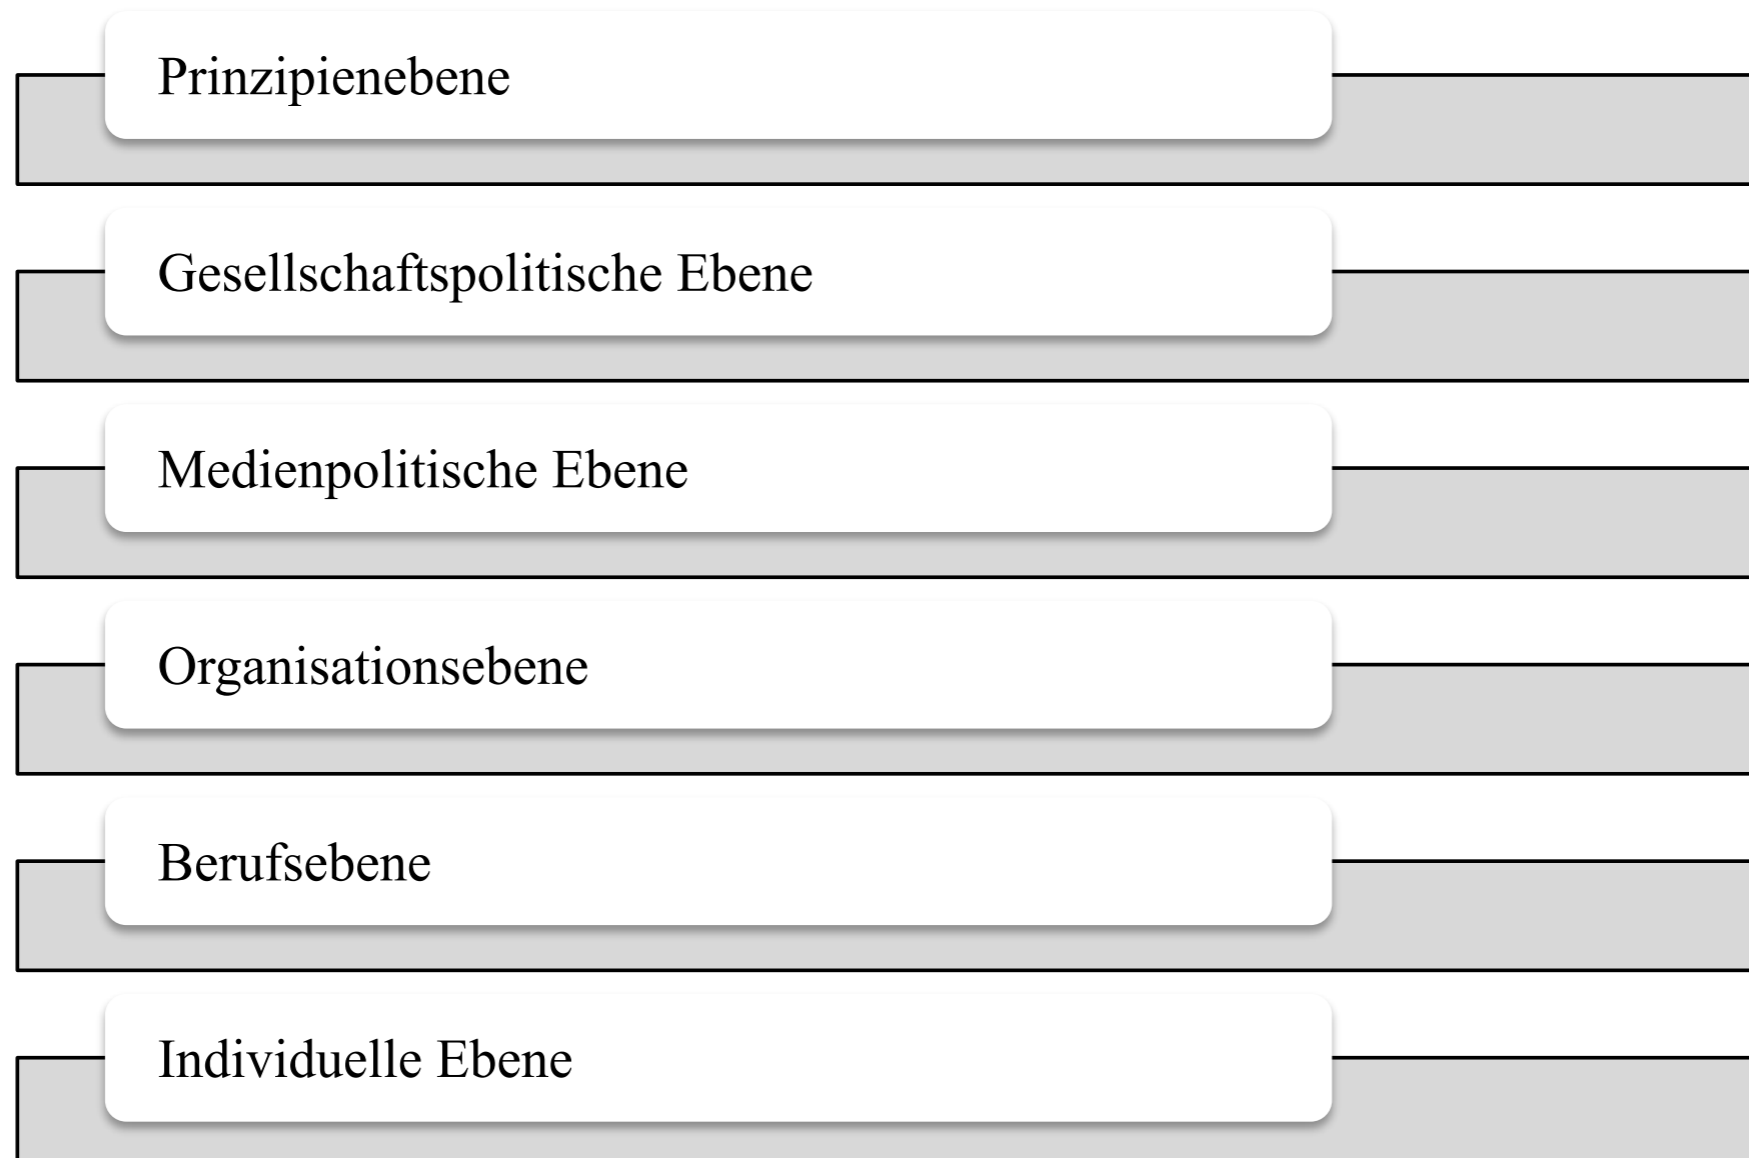 Prinzipienebene
Gesellschaftspolitische Ebene
Medienpolitische Ebene
Organisationsebene
Berufsebene
Individuelle Ebene